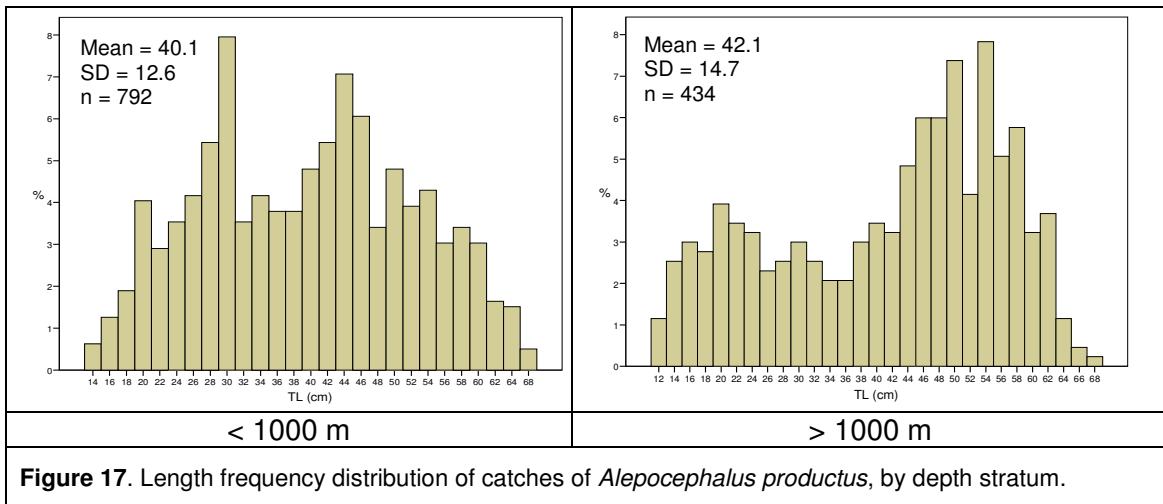 Mean = 40.1
SD = 12.6
n = 792
8
7
6
5
4
3
2
1
0
%
14 16 18 20 22 24 26 28 30 32 34 36 38 40 42 44 46 48 50 52 54 56 58 60 62 64 68
TL (cm)
Mean = 42.1
SD = 14.7
n = 434
8
7
6
5
4
3
2
1
0
%
12 14 16 18 20 22 24 26 28 30 32 34 36 38 40 42 44 46 48 50 52 54 56 58 60 62 64 66 68
TL (cm)
< 1000 m
> 1000 m
Figure 17. Length frequency distribution of catches of Alepocephalus productus, by depth stratum.